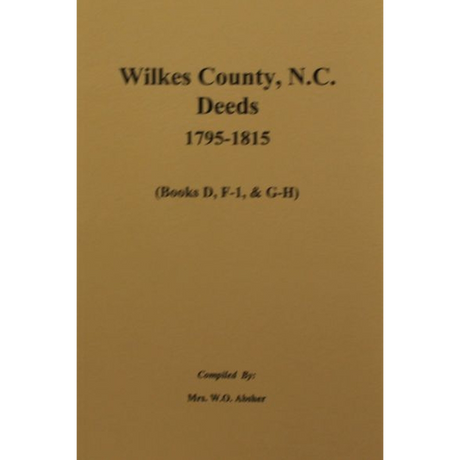 Wilkes County, N.C.
Deeds
1795-1815
(Books D, F-1, & G-H)
Compiled By:
Mrs. W.O. Absher